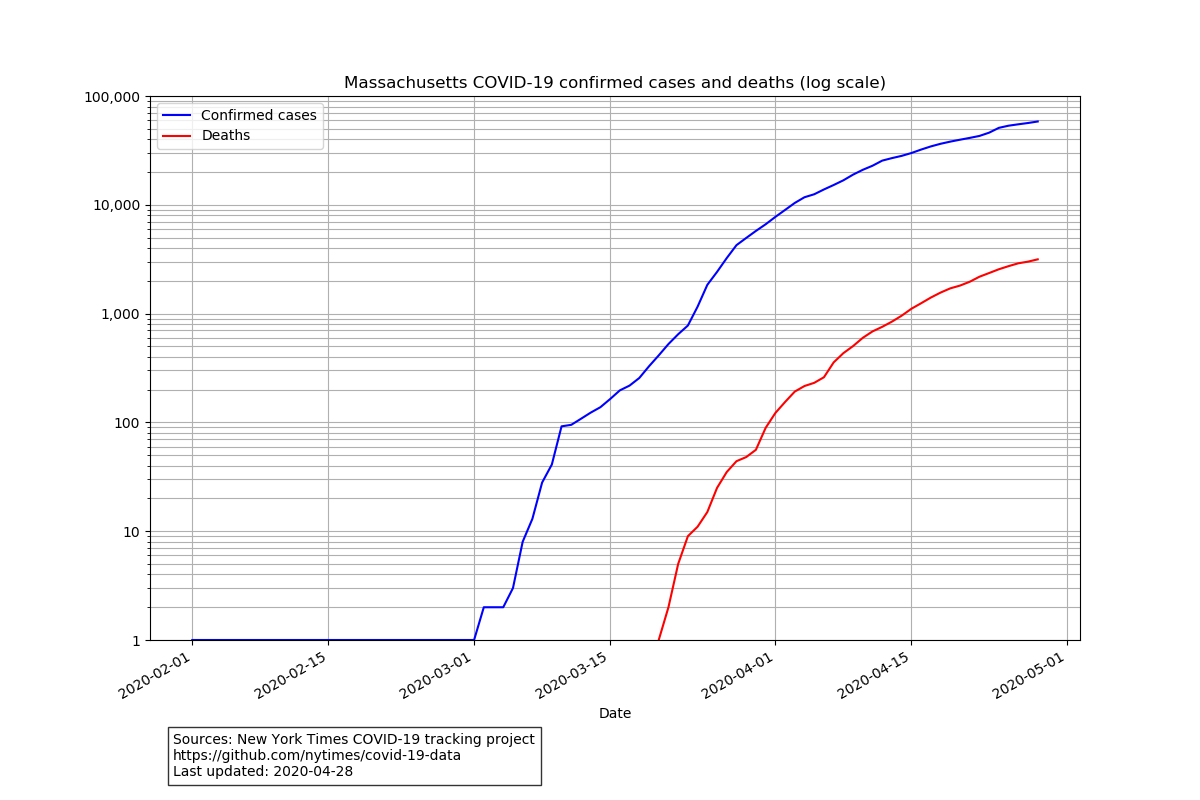 Massachusetts COVID-19 confirmed cases and deaths (log scale)
100,000
Confirmed cases
Deaths
10,000
1,000
100
10
1
2020-02-01
2020-02-15
2020-03-01
2020-03-15
2020-04-01
2020-04-15
2020-05-01
Date
Sources: New York Times COVID-19 tracking project
https://github.com/nytimes/covid-19-data
Last updated: 2020-04-28